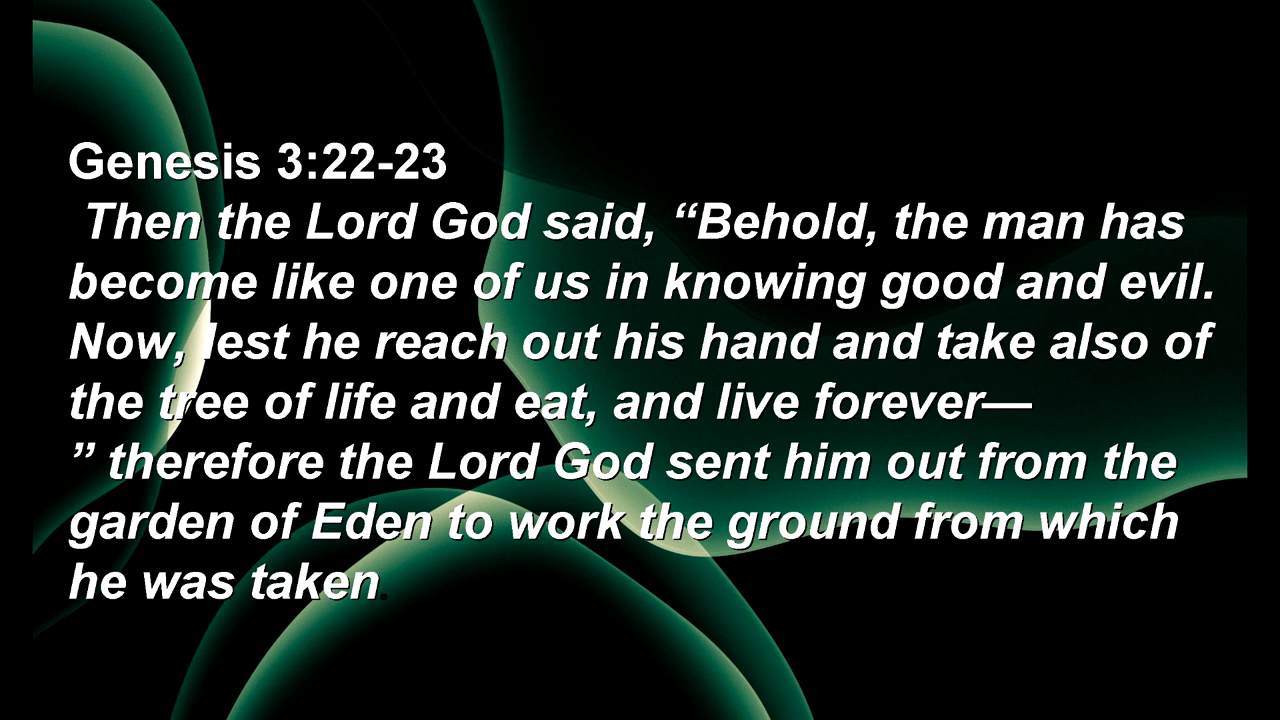 Genesis 3:22-23
Then the Lord God said, “Behold, the man has
become like one of us in knowing good and evil.
Now, lest he reach out his hand and take also of
the tree of life and eat, and live forever—
” therefore the Lord God sent him out from the
garden of Eden to work the ground from which
he was taken.